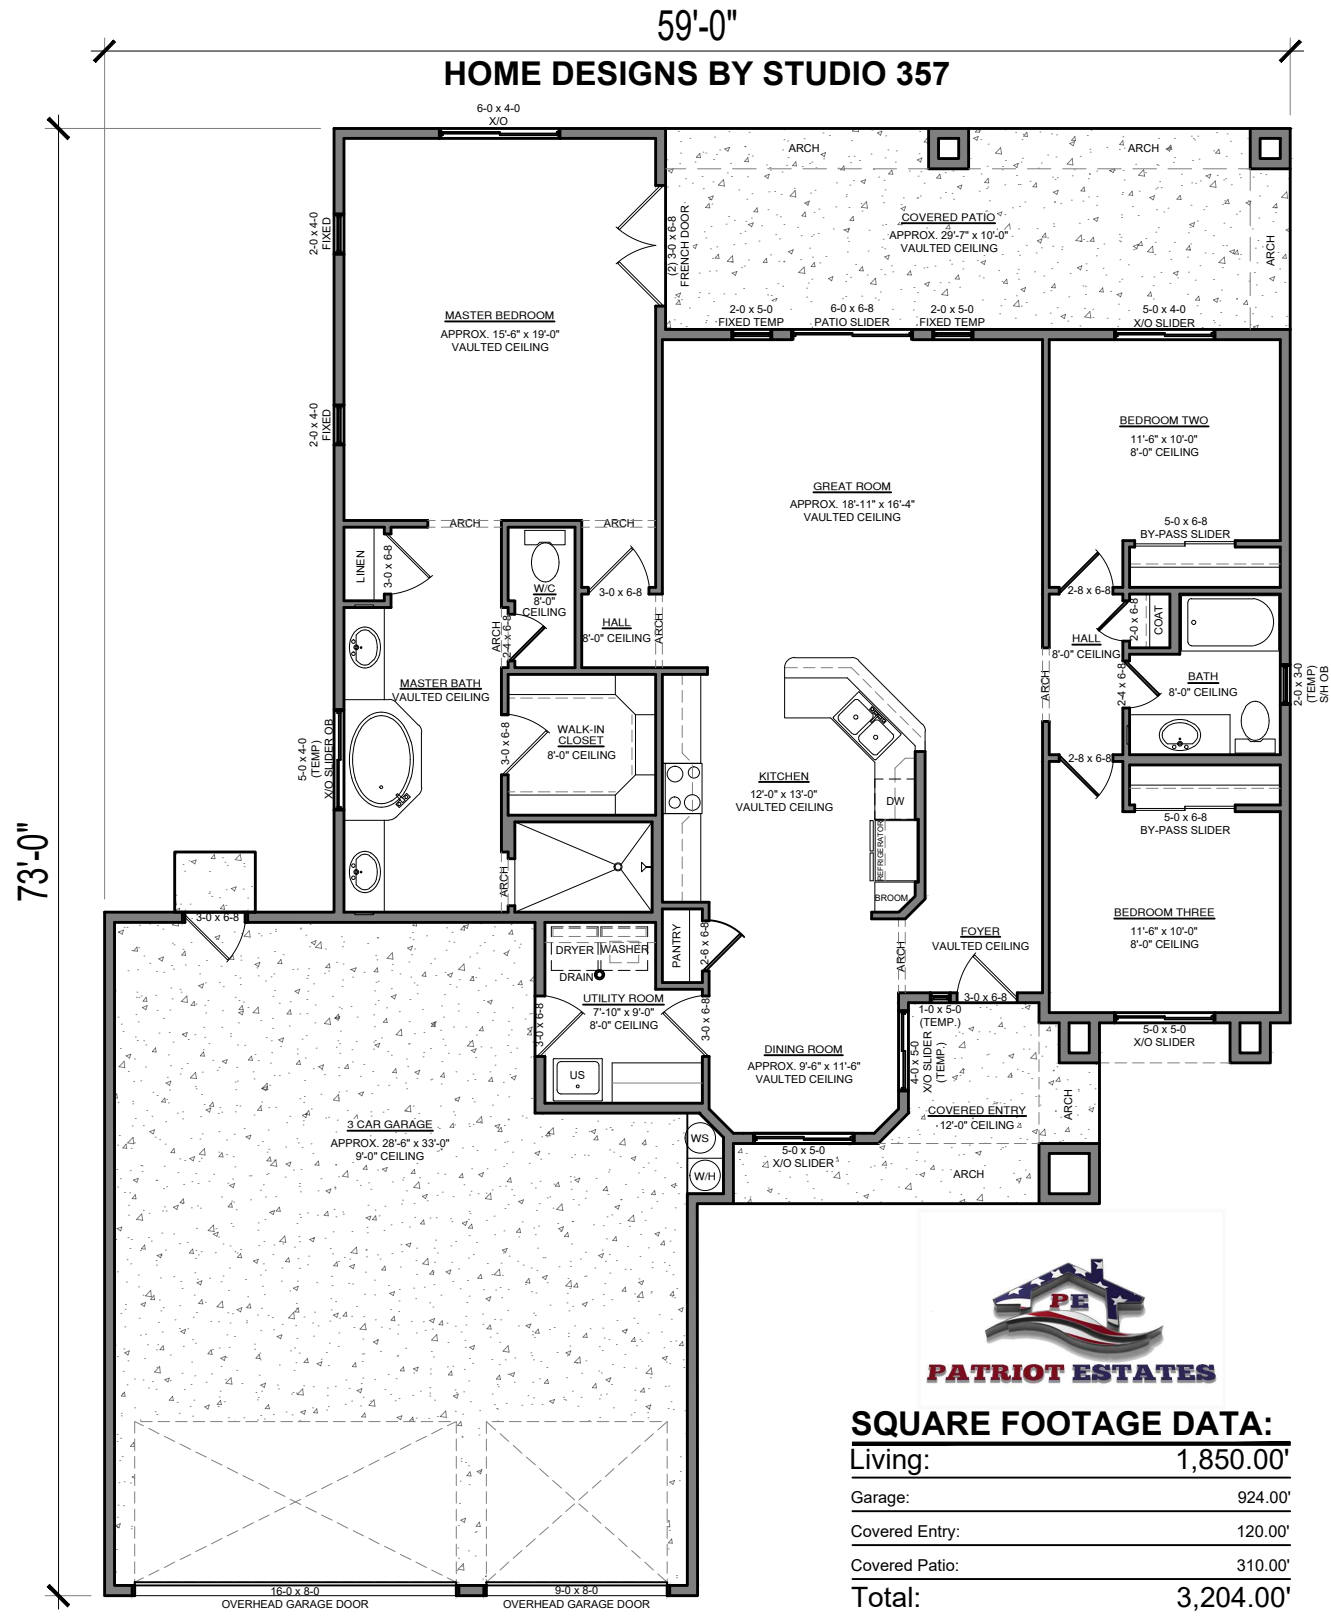 59'-0"
HOME DESIGNS BY STUDIO 357
73'-0"
6-0 x 4-0
X/O
ARCH
ARCH
2-0 x 4-0
FIXED
(2) 3-0 x 6-8
FRENCH DOOR
COVERED PATIO
APPROX. 29'-7" x 10'-0"
VAULTED CEILING
ARCH
MASTER BEDROOM
APPROX. 15'-6" x 19'-0"
VAULTED CEILING
2-0 x 5-0
FIXED TEMP
6-0 x 6-8
PATIO SLIDER
2-0 x 5-0
FIXED TEMP
5-0 x 4-0
X/O SLIDER
2-0 x 4-0
FIXED
BEDROOM TWO
11'-6" x 10'-0"
8'-0" CEILING
GREAT ROOM
APPROX. 18'-11" x 16'-4"
VAULTED CEILING
5-0 x 6-8
BY-PASS SLIDER
ARCH
ARCH
LINEN
3-0 x 6-8
W/C
8'-0"
CEILING
3-0 x 6-8
HALL
8'-0" CEILING
ARCH
ARCH
2-4 x 6-8
2-8 x 6-8
2-0 x 6-8
COAT
HALL
8'-0" CEILING
ARCH
2-4 x 6-8
BATH
8'-0" CEILING
2-0 x 3-0
(TEMP)
S/H OB
MASTER BATH
VAULTED CEILING
5-0 x 4-0
(TEMP)
X/O SLIDER OB
3-0 x 6-8
WALK-IN
CLOSET
8'-0" CEILING
KITCHEN
12'-0" x 13'-0"
VAULTED CEILING
DW
REFRIGERATOR
BROOM
2-8 x 6-8
5-0 x 6-8
BY-PASS SLIDER
ARCH
BEDROOM THREE
11'-6" x 10'-0"
8'-0" CEILING
3-0 x 6-8
DRYER
WASHER
DRAIN
PANTRY
2-6 x 6-8
ARCH
FOYER
VAULTED CEILING
3-0 x 6-8
1-0 x 5-0
(TEMP.)
UTILITY ROOM
7'-10" x 9'-0"
8'-0" CEILING
3-0 x 6-8
3-0 x 6-8
US
DINING ROOM
APPROX. 9'-6" x 11'-6"
VAULTED CEILING
4-0 x 5-0
X/O SLIDER
(TEMP.)
5-0 x 5-0
X/O SLIDER
COVERED ENTRY
12'-0" CEILING
ARCH
3 CAR GARAGE
APPROX. 28'-6" x 33'-0"
9'-0" CEILING
WS
W/H
5-0 x 5-0
X/O SLIDER
ARCH
PE
PATRIOT ESTATES
SQUARE FOOTAGE DATA:
Living: 1,850.00'
Garage: 924.00'
Covered Entry: 120.00'
Covered Patio: 310.00'
Total: 3,204.00'
16-0 x 8-0
OVERHEAD GARAGE DOOR
9-0 x 8-0
OVERHEAD GARAGE DOOR